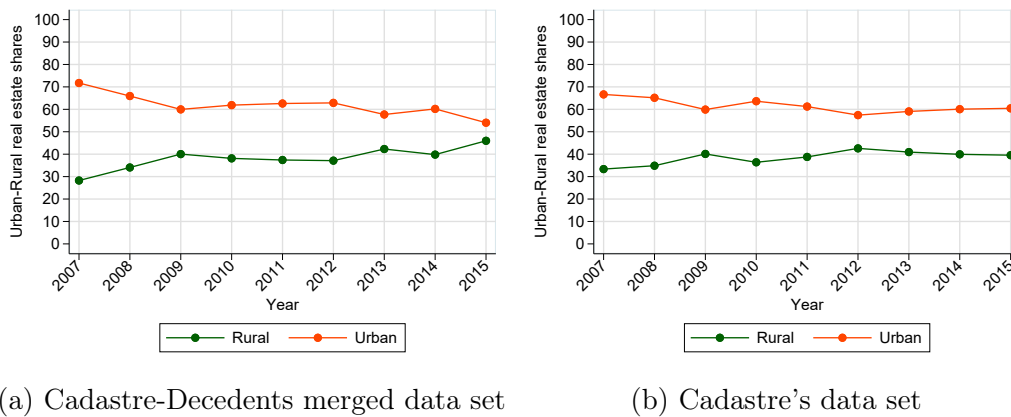 Urban-Rural real estate shares
100
90
80
70
60
50
40
30
20
10
0
2007 2008 2009 2010 2011 2012 2013 2014 2015
Year
Rural Urban
(a) Cadastre-Decedents merged data set
Urban-Rural real estate shares
100
90
80
70
60
50
40
30
20
10
0
2007 2008 2009 2010 2011 2012 2013 2014 2015
Year
Rural Urban
(b) Cadastre's data set